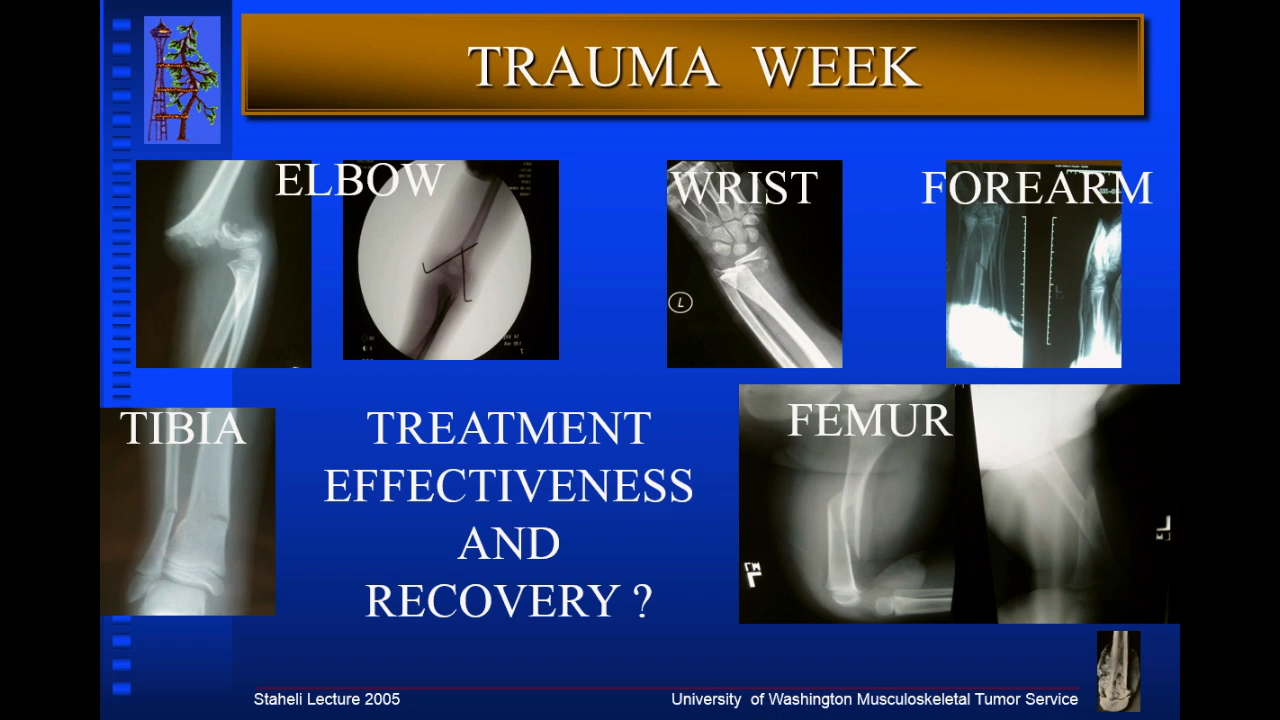 TRAUMA WEEK
ELBOW
WRIST
FOREARM
L
TIBIA
TREATMENT
EFFECTIVENESS
AND
RECOVERY ?
FEMUR
L
Staheli Lecture 2005
University of Washington Musculoskeletal Tumor Service